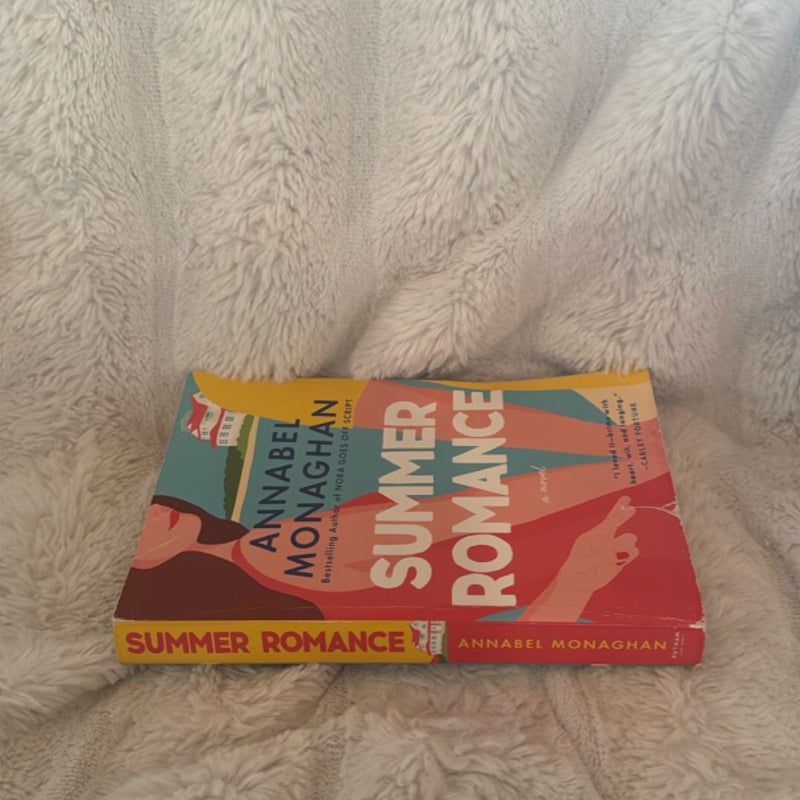 ANNABEL
MONAGHAN
Bestselling Author of NORA GOES OFF SCRIPT
SUMMER
ROMANCE
a novel
"I loved it—brims with
heart, wit, and longing."
—CARLEY FORTUNE
SUMMER ROMANCE
ANNABEL MONAGHAN
PUTNAM